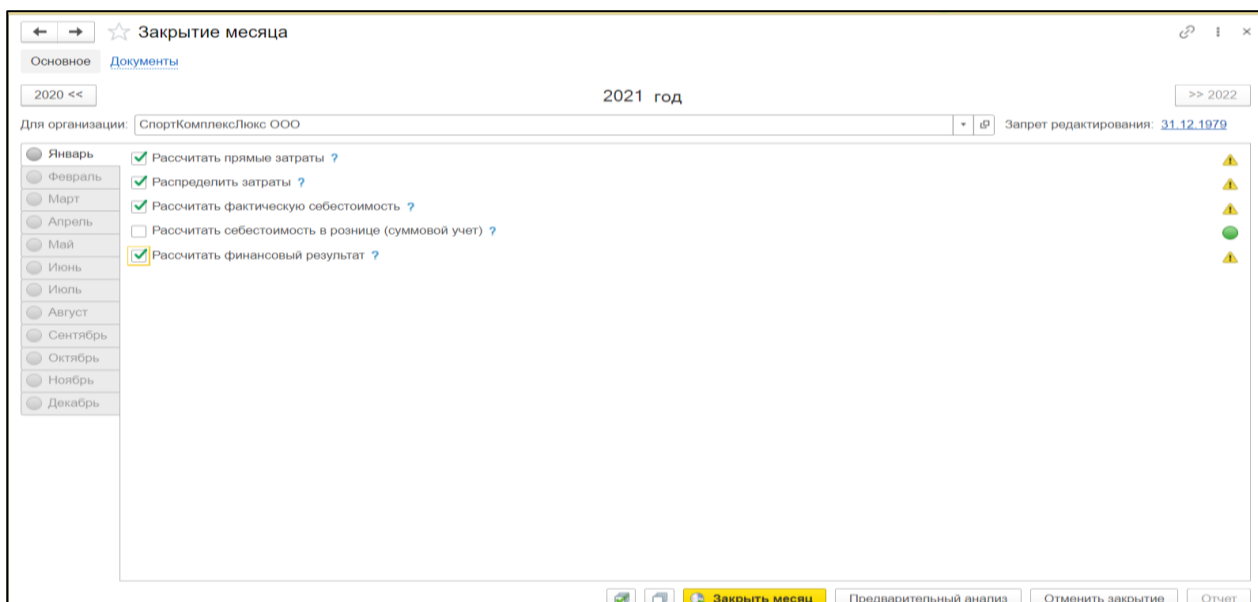 Закрытие месяца
Основное Документы
2020 << 2021 год >> 2022
Для организации: СпортКомплексЛюкс ООО Запрет редактирования: 31.12.1979
Январь Рассчитать прямые затраты ?
Февраль Распределить затраты ?
Март Рассчитать фактическую себестоимость ?
Апрель Рассчитать себестоимость в рознице (суммовой учет) ?
Май Рассчитать финансовый результат ?
Июнь
Июль
Август
Сентябрь
Октябрь
Ноябрь
Декабрь
Закрыть месяц Предварительный анализ Отменить закрытие Отчет